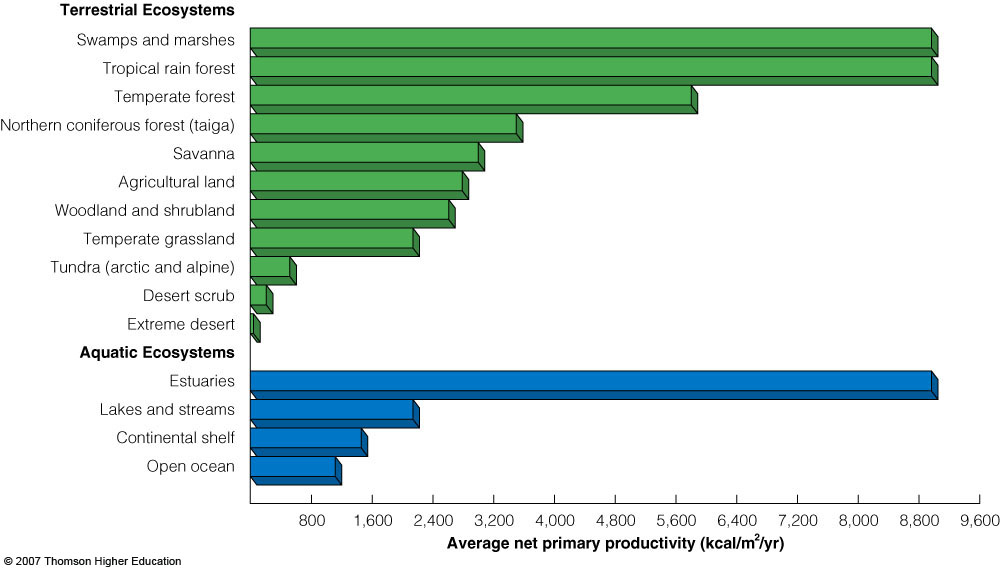 Terrestrial Ecosystems
Swamps and marshes
Tropical rain forest
Temperate forest
Northern coniferous forest (taiga)
Savanna
Agricultural land
Woodland and shrubland
Temperate grassland
Tundra (arctic and alpine)
Desert scrub
Extreme desert
Aquatic Ecosystems
Estuaries
Lakes and streams
Continental shelf
Open ocean
800 1,600 2,400 3,200 4,000 4,800 5,600 6,400 7,200 8,000 8,800 9,600
Average net primary productivity (kcal/m²/yr)
© 2007 Thomson Higher Education